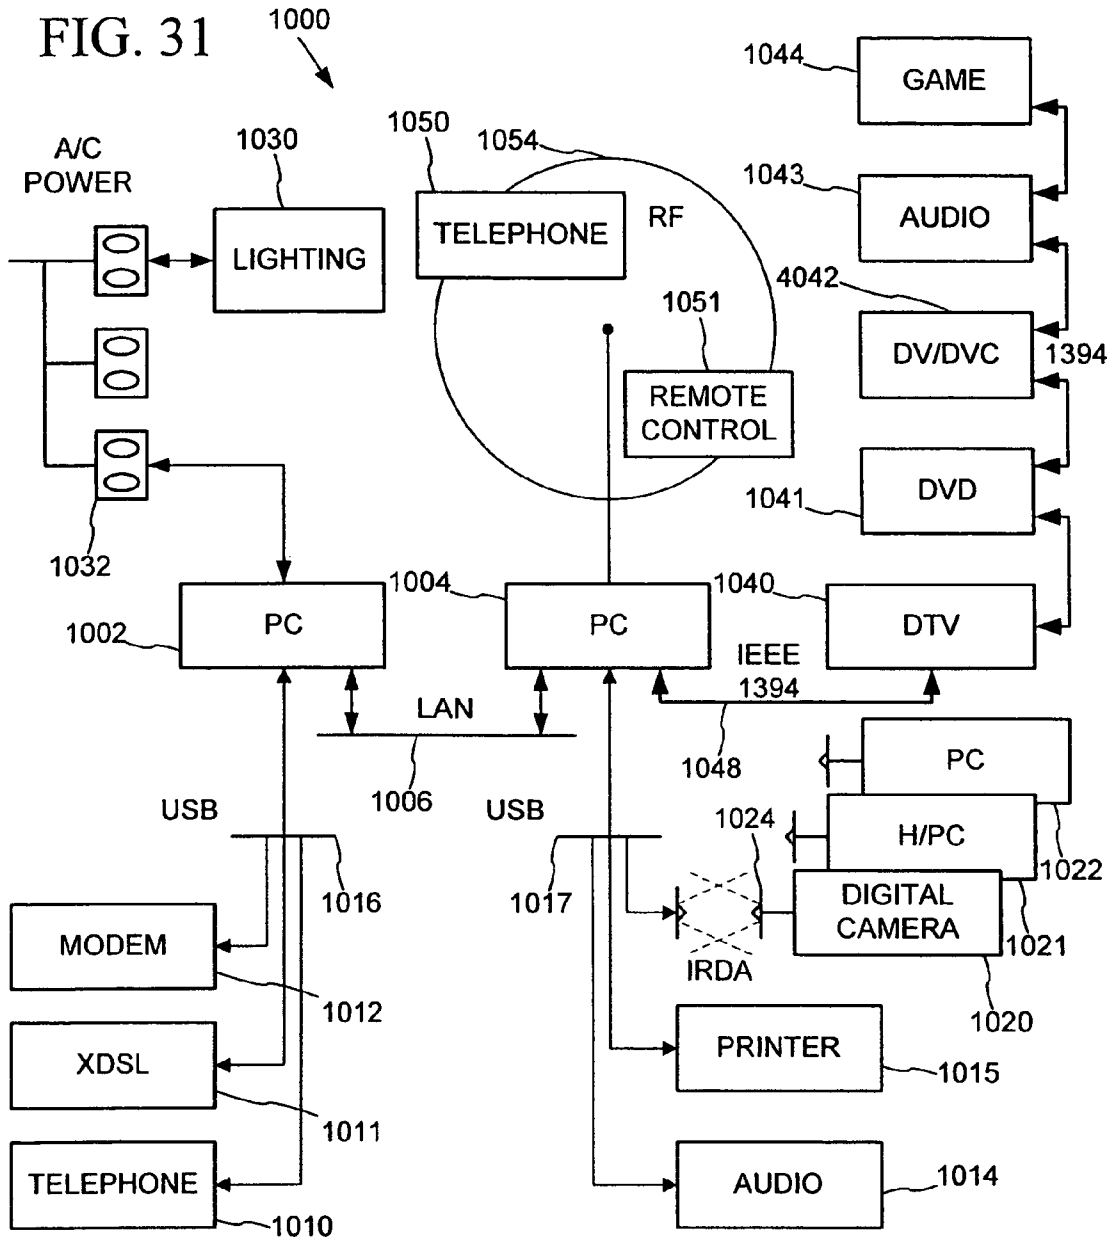 FIG. 31
1000
1044
GAME
A/C
POWER
1030
1050
1054
1043
LIGHTING
TELEPHONE
RF
AUDIO
1051
4042
DV/DVC
1394
REMOTE
CONTROL
1041
DVD
1032
1004
1040
1002
PC
PC
DTV
IEEE
1394
LAN
1048
PC
1006
USB
USB
1024
H/PC
1022
1016
1017
DIGITAL
CAMERA
1021
MODEM
IRDA
1012
1020
XDSL
PRINTER
1015
1011
TELEPHONE
AUDIO
1014
1010